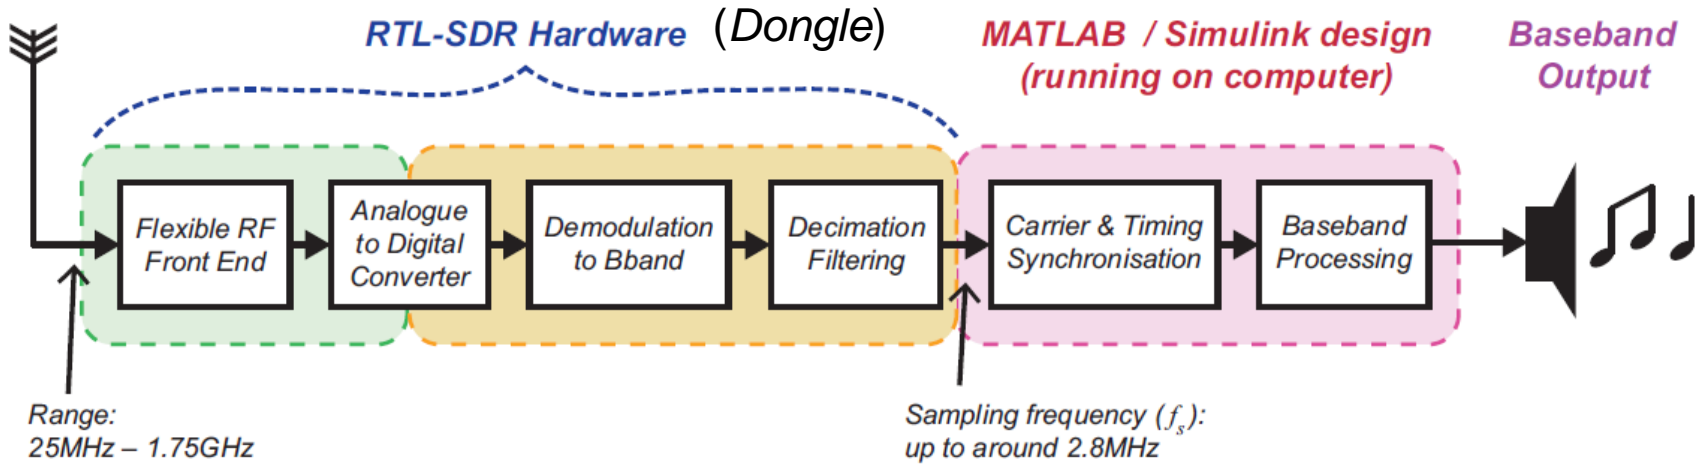 RTL-SDR Hardware (Dongle)
MATLAB / Simulink design
(running on computer)
Baseband
Output
Flexible RF
Front End
Analogue
to Digital
Converter
Demodulation
to Bband
Decimation
Filtering
Carrier & Timing
Synchronisation
Baseband
Processing
Range:
25MHz – 1.75GHz
Sampling frequency (fs):
up to around 2.8MHz